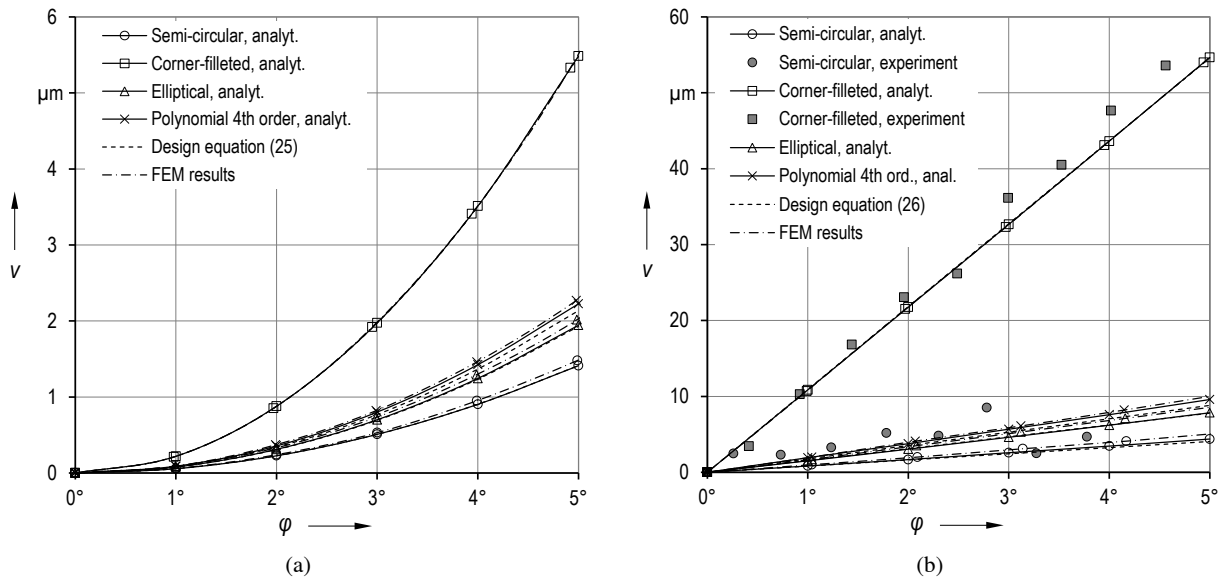 6
µm
4
3
2
1
0
v
Semi-circular, analyt.
Corner-filleted, analyt.
Elliptical, analyt.
Polynomial 4th order, analyt.
Design equation (25)
FEM results
0° 1° 2° 3° 4° 5°
φ
(a)
60
µm
40
30
20
10
0
v
Semi-circular, analyt.
Semi-circular, experiment
Corner-filleted, analyt.
Corner-filleted, experiment
Elliptical, analyt.
Polynomial 4th ord., anal.
Design equation (26)
FEM results
0° 1° 2° 3° 4° 5°
φ
(b)